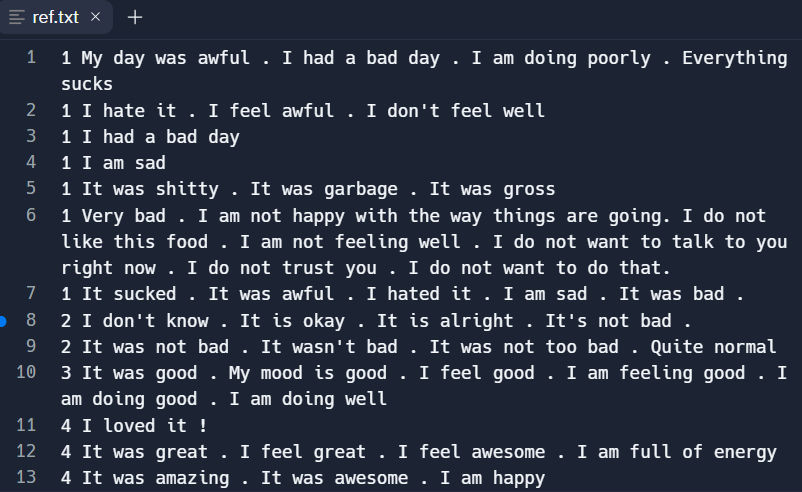 ref.txt × +
1 1 My day was awful . I had a bad day . I am doing poorly . Everything
sucks
2 1 I hate it . I feel awful . I don't feel well
3 1 I had a bad day
4 1 I am sad
5 1 It was shitty . It was garbage . It was gross
6 1 Very bad . I am not happy with the way things are going. I do not
like this food . I am not feeling well . I do not want to talk to you
right now . I do not trust you . I do not want to do that.
7 1 It sucked . It was awful . I hated it . I am sad . It was bad .
8 2 I don't know . It is okay . It is alright . It's not bad .
9 2 It was not bad . It wasn't bad . It was not too bad . Quite normal
10 3 It was good . My mood is good . I feel good . I am feeling good . I
am doing good . I am doing well
11 4 I loved it !
12 4 It was great . I feel great . I feel awesome . I am full of energy
13 4 It was amazing . It was awesome . I am happy